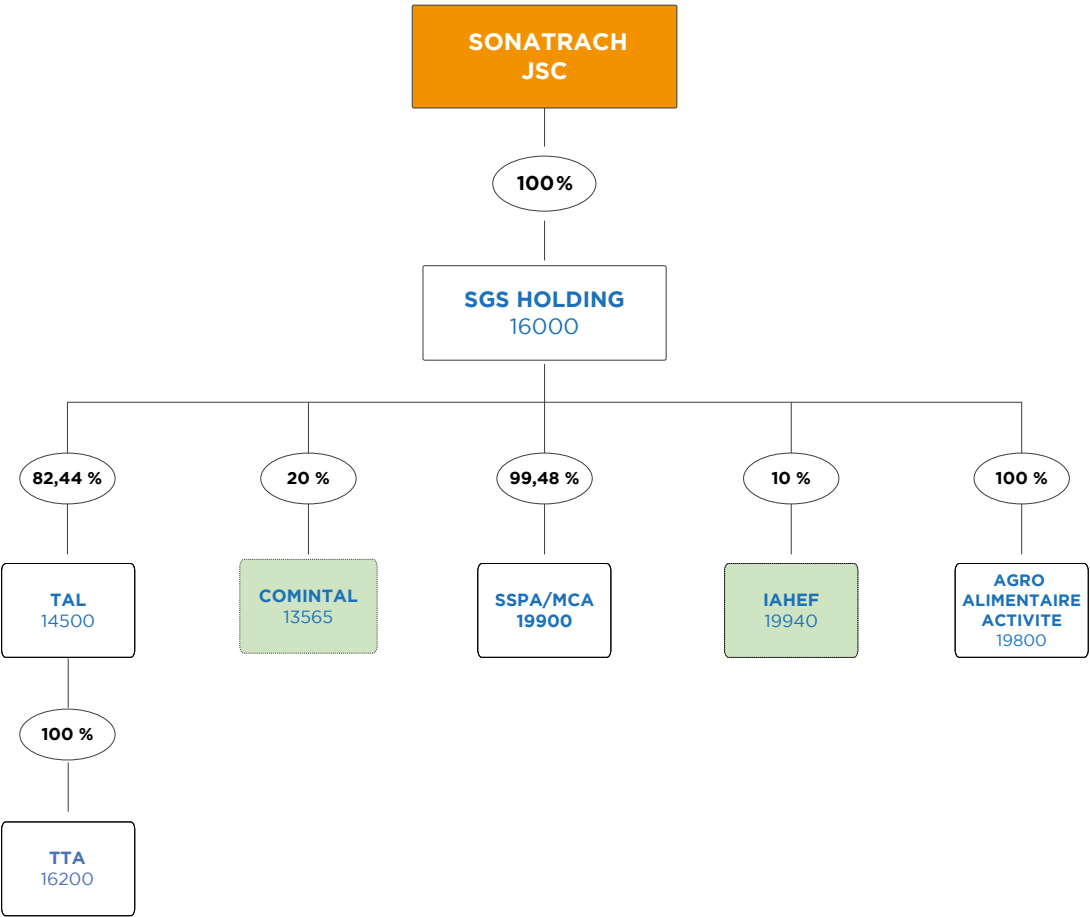 SONATRACH
JSC
100%
SGS HOLDING
16000
82,44 %
20 %
99,48 %
10 %
100 %
TAL
14500
COMINTAL
13565
SSPA/MCA
19900
IAHEF
19940
AGRO
ALIMENTAIRE
ACTIVITE
19800
100 %
TTA
16200